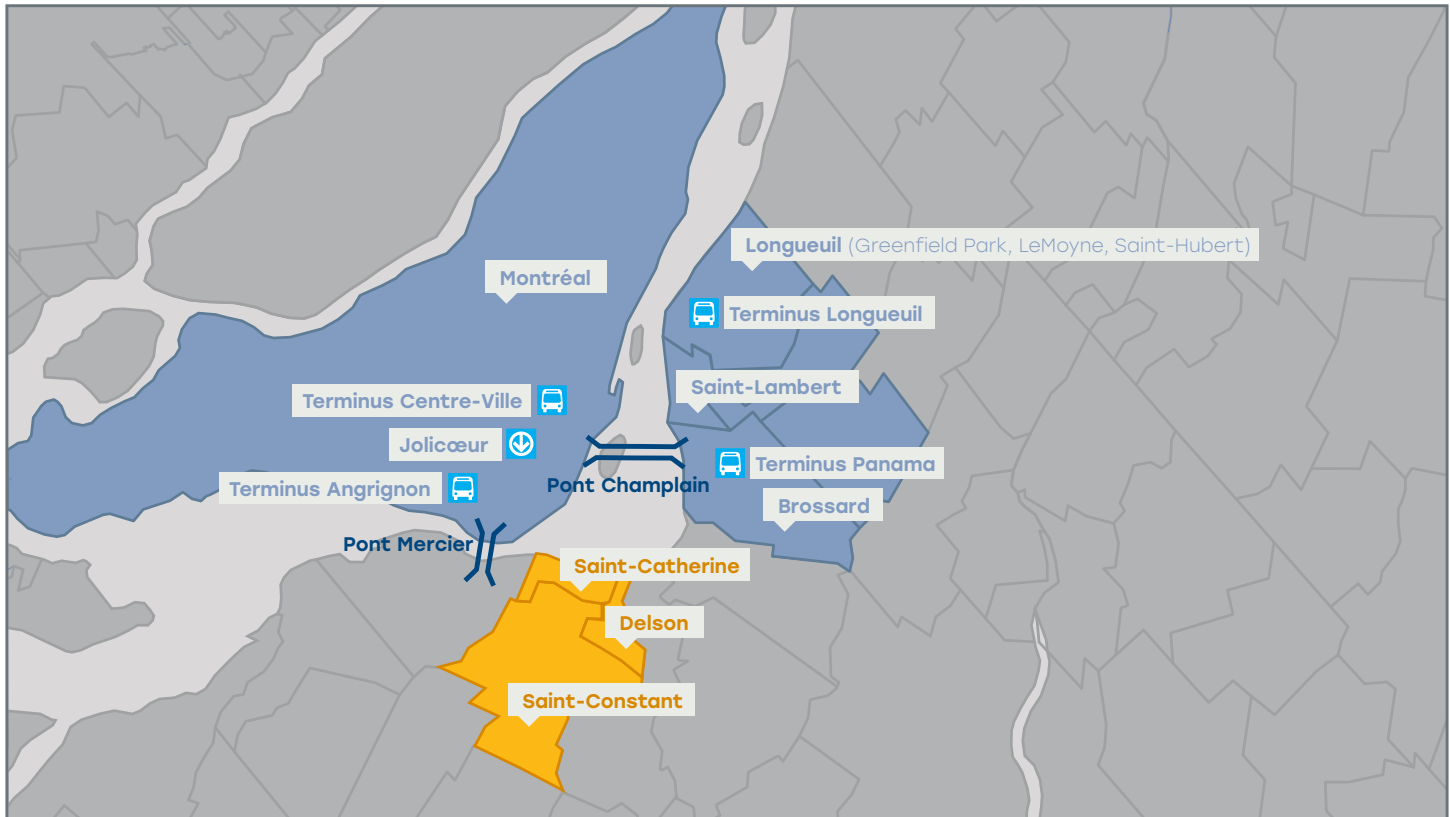 Longueuil (Greenfield Park, LeMoyne, Saint-Hubert)
Montréal
Terminus Longueuil
Saint-Lambert
Terminus Centre-Ville
Jolicœur
Terminus Panama
Terminus Angrignon
Pont Champlain
Brossard
Pont Mercier
Saint-Catherine
Delson
Saint-Constant